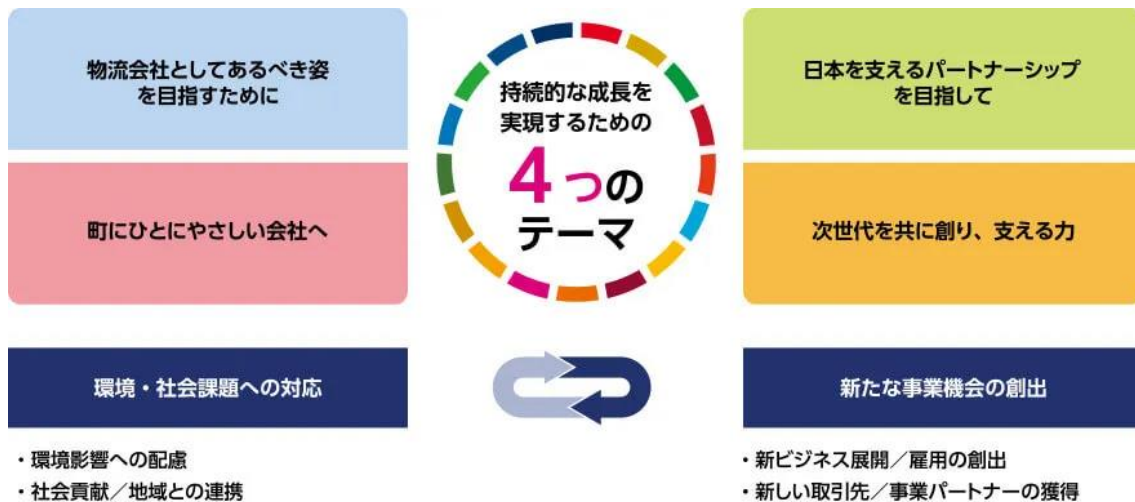 物流会社としてあるべき姿
を目指すために
町にひとにやさしい会社へ
持続的な成長を
実現するための
4つの
テーマ
日本を支えるパートナーシップ
を目指して
次世代を共に創り、支える力
環境・社会課題への対応
・環境影響への配慮
・社会貢献／地域との連携
新たな事業機会の創出
・新ビジネス展開／雇用の創出
・新しい取引先／事業パートナーの獲得